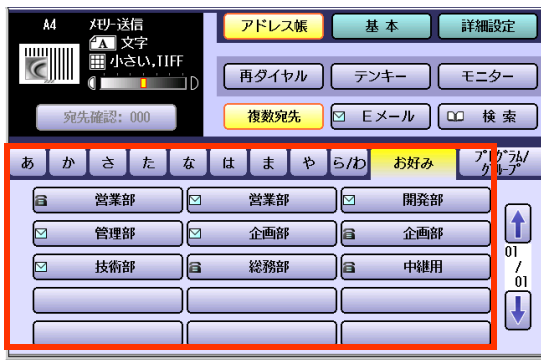 A4 ﾒﾓﾘｰ送信
A 文字
小さい,TIFF
D
宛先確認: 000
アドレス帳 基本 詳細設定
再ダイヤル テンキー モニター
複数宛先 Eメール 検索
あ か さ た な は ま や ら/わ お好み ﾌﾟﾛｸﾞﾗﾑ/
ｸﾞﾙｰﾌﾟ
営業部 営業部 開発部
管理部 企画部 企画部
技術部 総務部 中継用
01
/
01